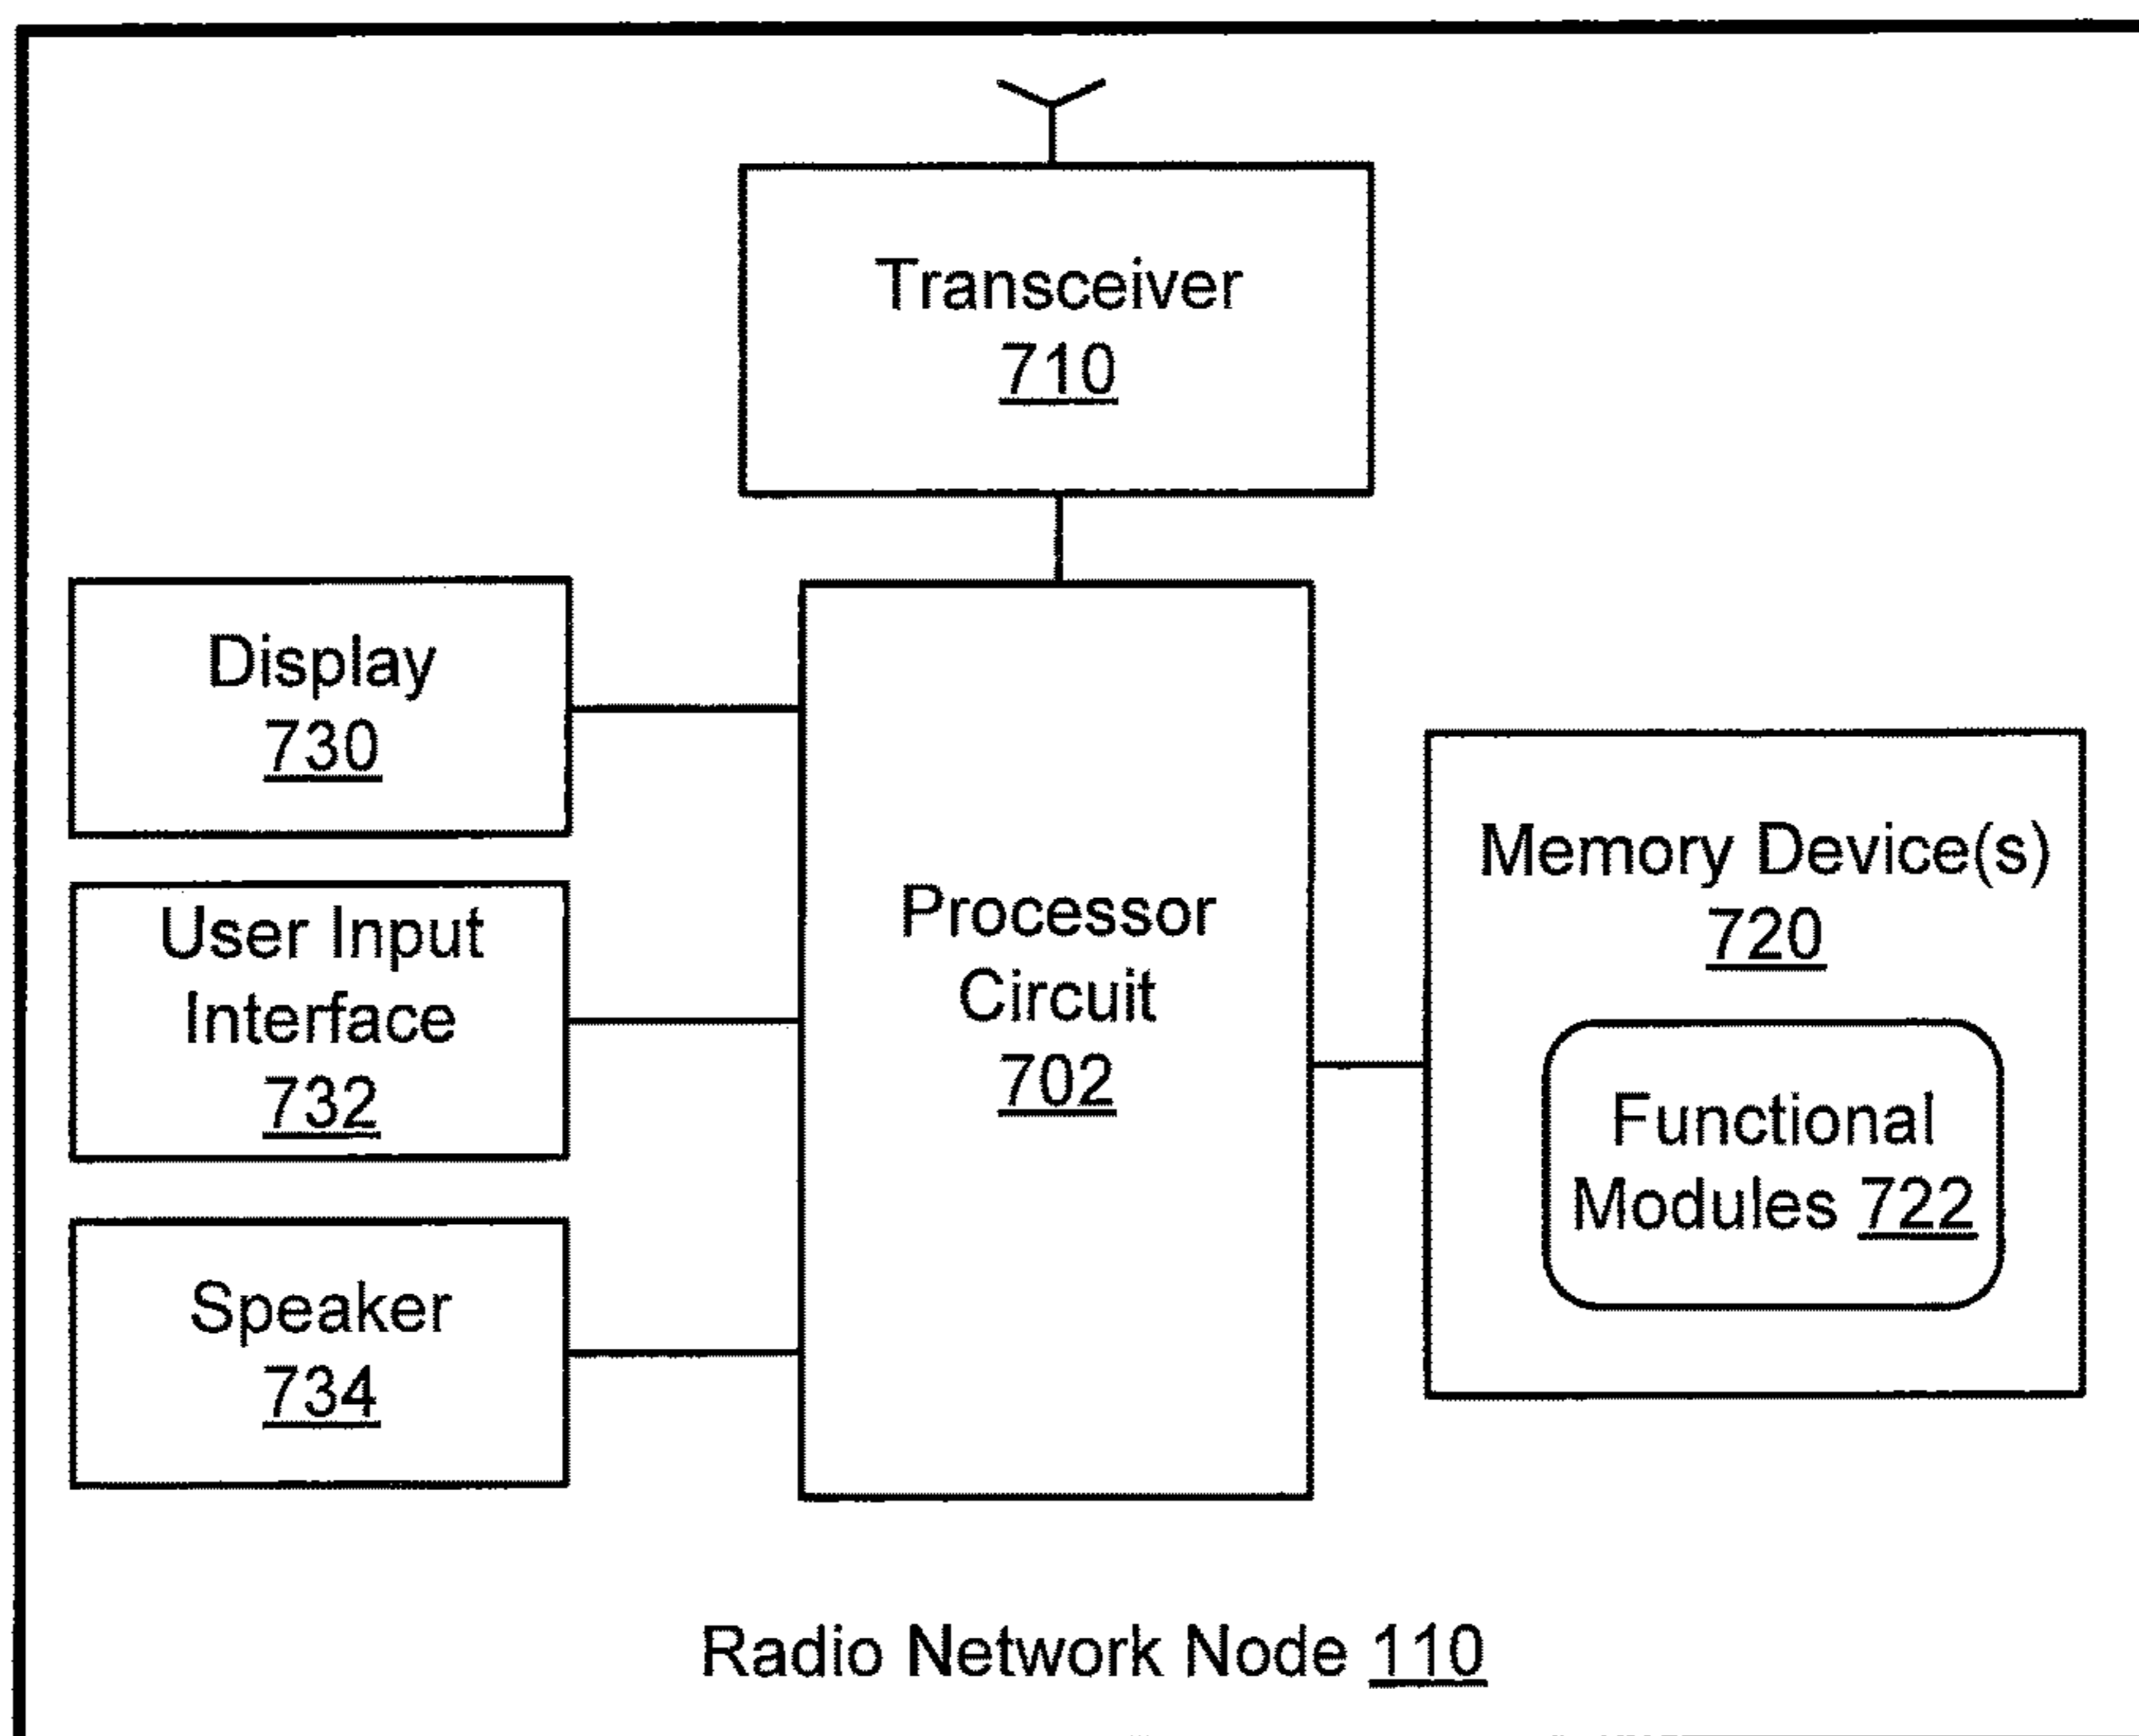 Transceiver
710
Display
730
User Input
Interface
732
Speaker
734
Processor
Circuit
702
Memory Device(s)
720
Functional
Modules 722
Radio Network Node 110